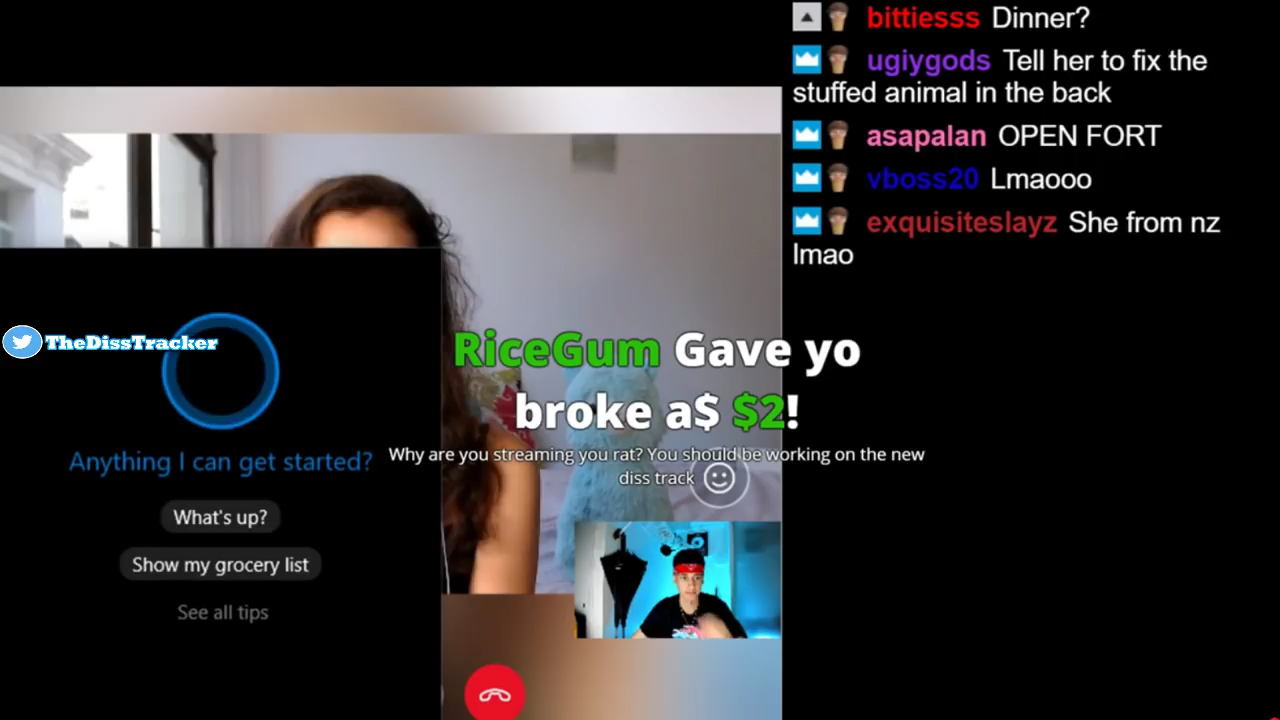 bittiesss Dinner?
ugiygods Tell her to fix the
stuffed animal in the back
asapalan OPEN FORT
vboss20 Lmaooo
exquisiteslayz She from nz
lmao
TheDissTracker
RiceGum Gave yo
broke a$ $2!
Why are you streaming you rat? You should be working on the new
diss track
Anything I can get started?
What's up?
Show my grocery list
See all tips